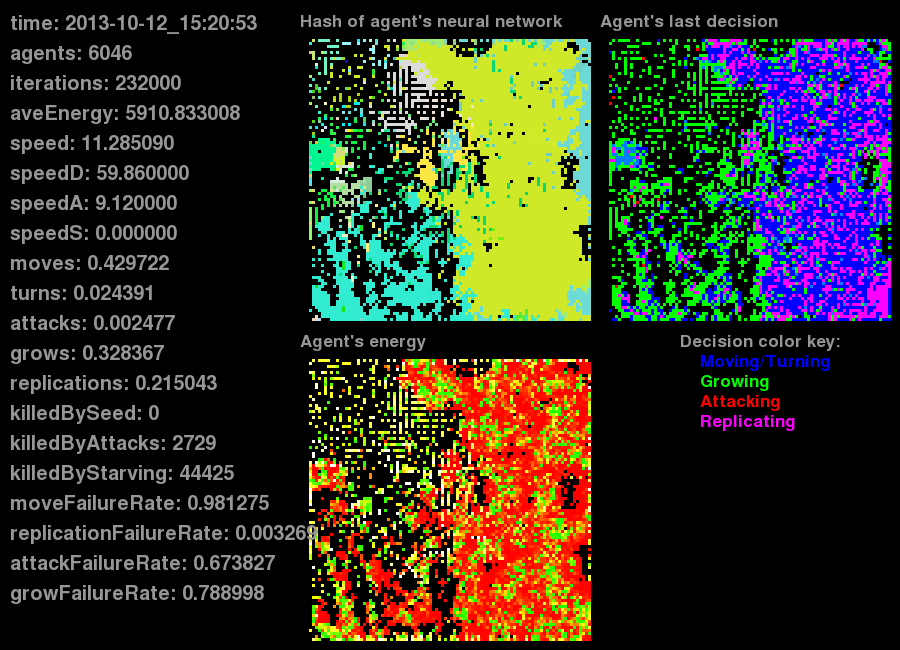 time: 2013-10-12_15:20:53
agents: 6046
iterations: 232000
aveEnergy: 5910.833008
speed: 11.285090
speedD: 59.860000
speedA: 9.120000
speedS: 0.000000
moves: 0.429722
turns: 0.024391
attacks: 0.002477
grows: 0.328367
replications: 0.215043
killedBySeed: 0
killedByAttacks: 2729
killedByStarving: 44425
moveFailureRate: 0.981275
replicationFailureRate: 0.003269
attackFailureRate: 0.673827
growFailureRate: 0.788998
Hash of agent's neural network
Agent's last decision
Agent's energy
Decision color key:
Moving/Turning
Growing
Attacking
Replicating